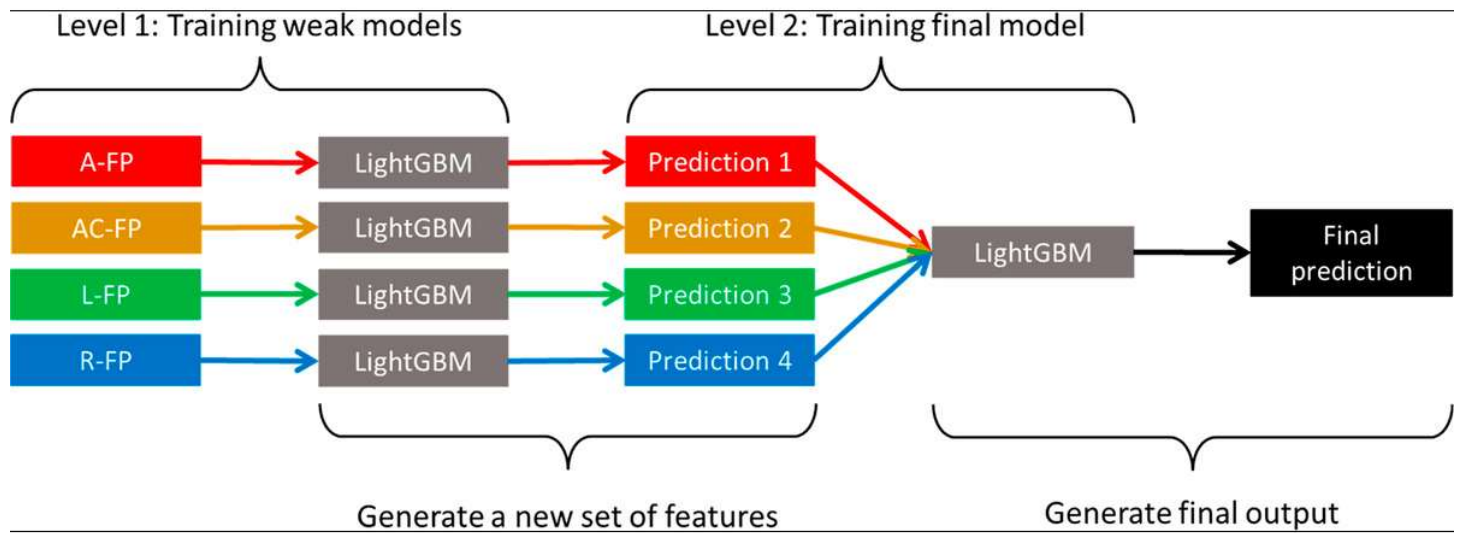 Level 1: Training weak models
Level 2: Training final model
A-FP
LightGBM
Prediction 1
AC-FP
LightGBM
Prediction 2
LightGBM
Final
prediction
L-FP
LightGBM
Prediction 3
R-FP
LightGBM
Prediction 4
Generate a new set of features
Generate final output